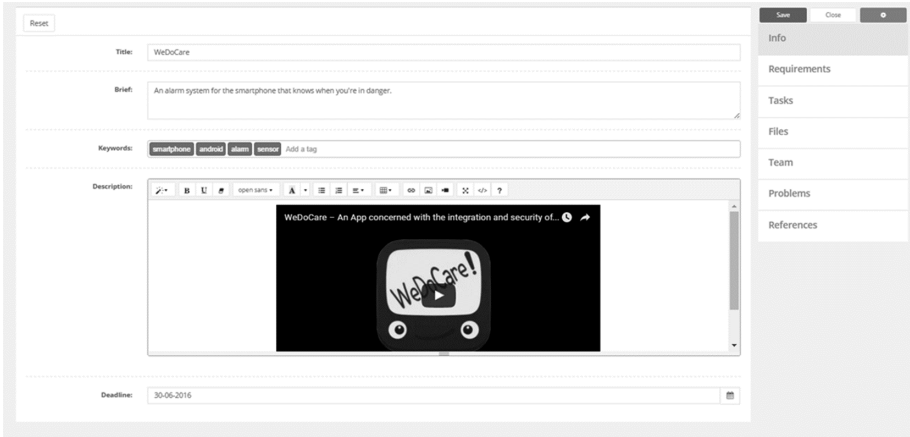 Reset
Save
Close
Title:
WeDoCare
Brief:
An alarm system for the smartphone that knows when you're in danger.
Keywords:
smartphone android alarm sensor Add a tag
Description:
B U open sans A </> ?
WeDoCare – An App concerned with the integration and security of...
WeDoCare!
Deadline:
30-06-2016
Info
Requirements
Tasks
Files
Team
Problems
References